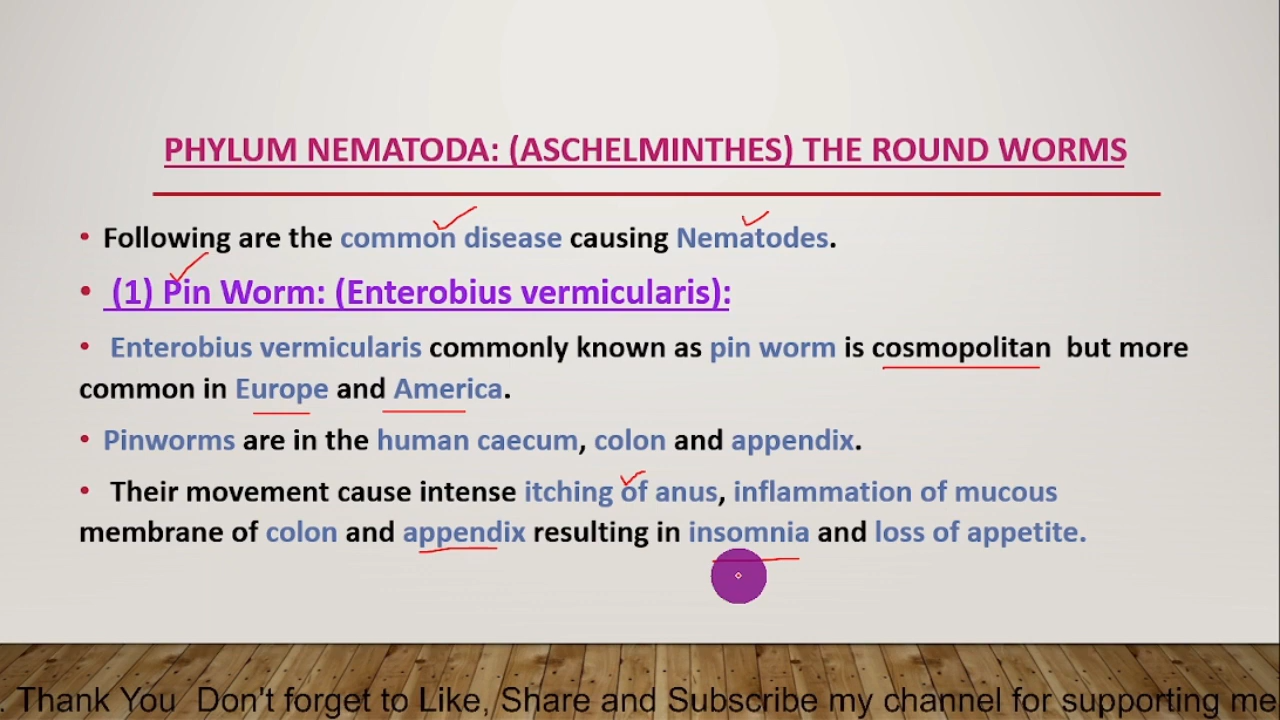 PHYLUM NEMATODA: (ASCHELMINTHES) THE ROUND WORMS
• Following are the common disease causing Nematodes.
• (1) Pin Worm: (Enterobius vermicularis):
• Enterobius vermicularis commonly known as pin worm is cosmopolitan but more
common in Europe and America.
• Pinworms are in the human caecum, colon and appendix.
• Their movement cause intense itching of anus, inflammation of mucous
membrane of colon and appendix resulting in insomnia and loss of appetite.
. Thank You Don't forget to Like, Share and Subscribe my channel for supporting me